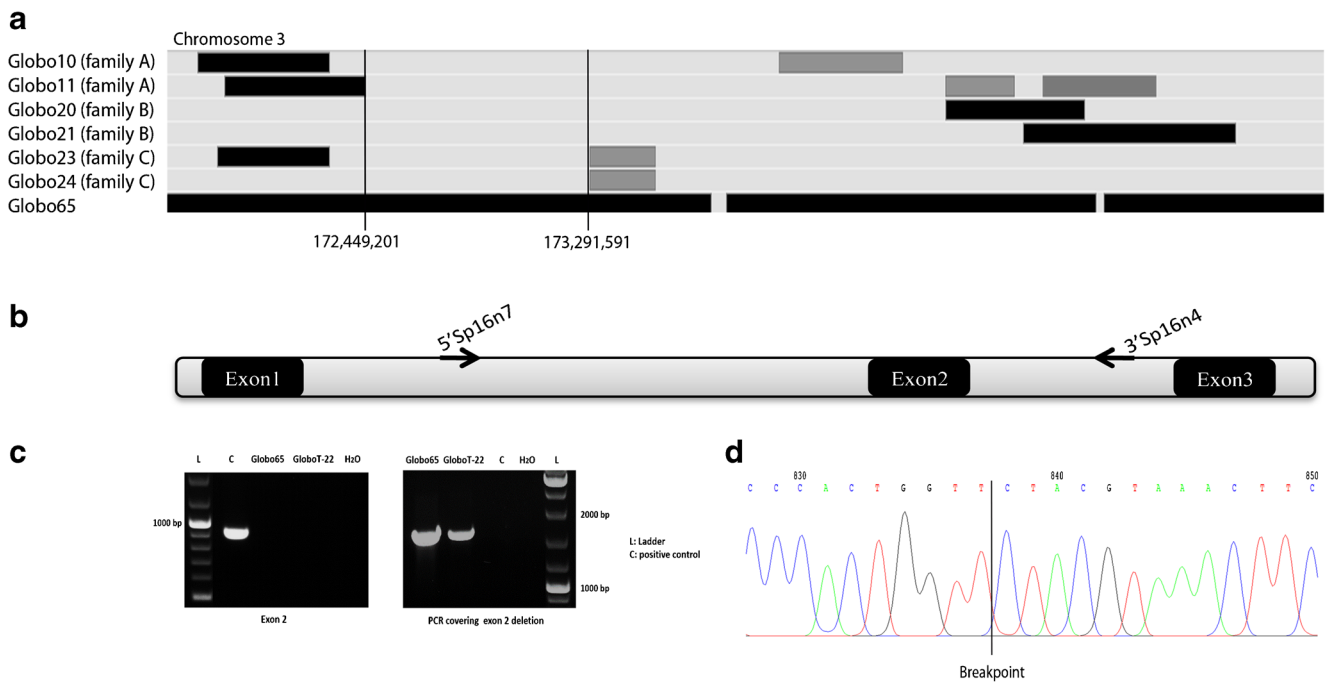 a
Chromosome 3
Globo10 (family A)
Globo11 (family A)
Globo20 (family B)
Globo21 (family B)
Globo23 (family C)
Globo24 (family C)
Globo65
172,449,201
173,291,591
b
5’Sp16n7
3’Sp16n4
Exon1
Exon2
Exon3
c
L C Globo65 GloboT-22 H2O
1000 bp
Exon 2
Globo65 GloboT-22 C H2O L
2000 bp
1000 bp
PCR covering exon 2 deletion
L: Ladder
C: positive control
d
830 840 850
C C C A C T G G T T C T A C G T A A A C T T C
Breakpoint